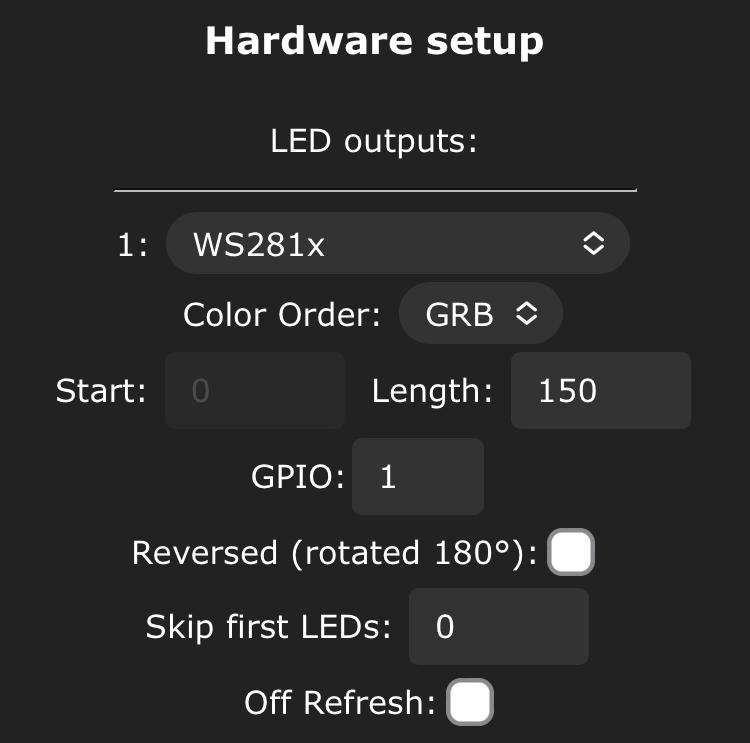 Hardware setup
LED outputs:
1: WS281x
Color Order: GRB
Start: 0 Length: 150
GPIO: 1
Reversed (rotated 180°):
Skip first LEDs: 0
Off Refresh: